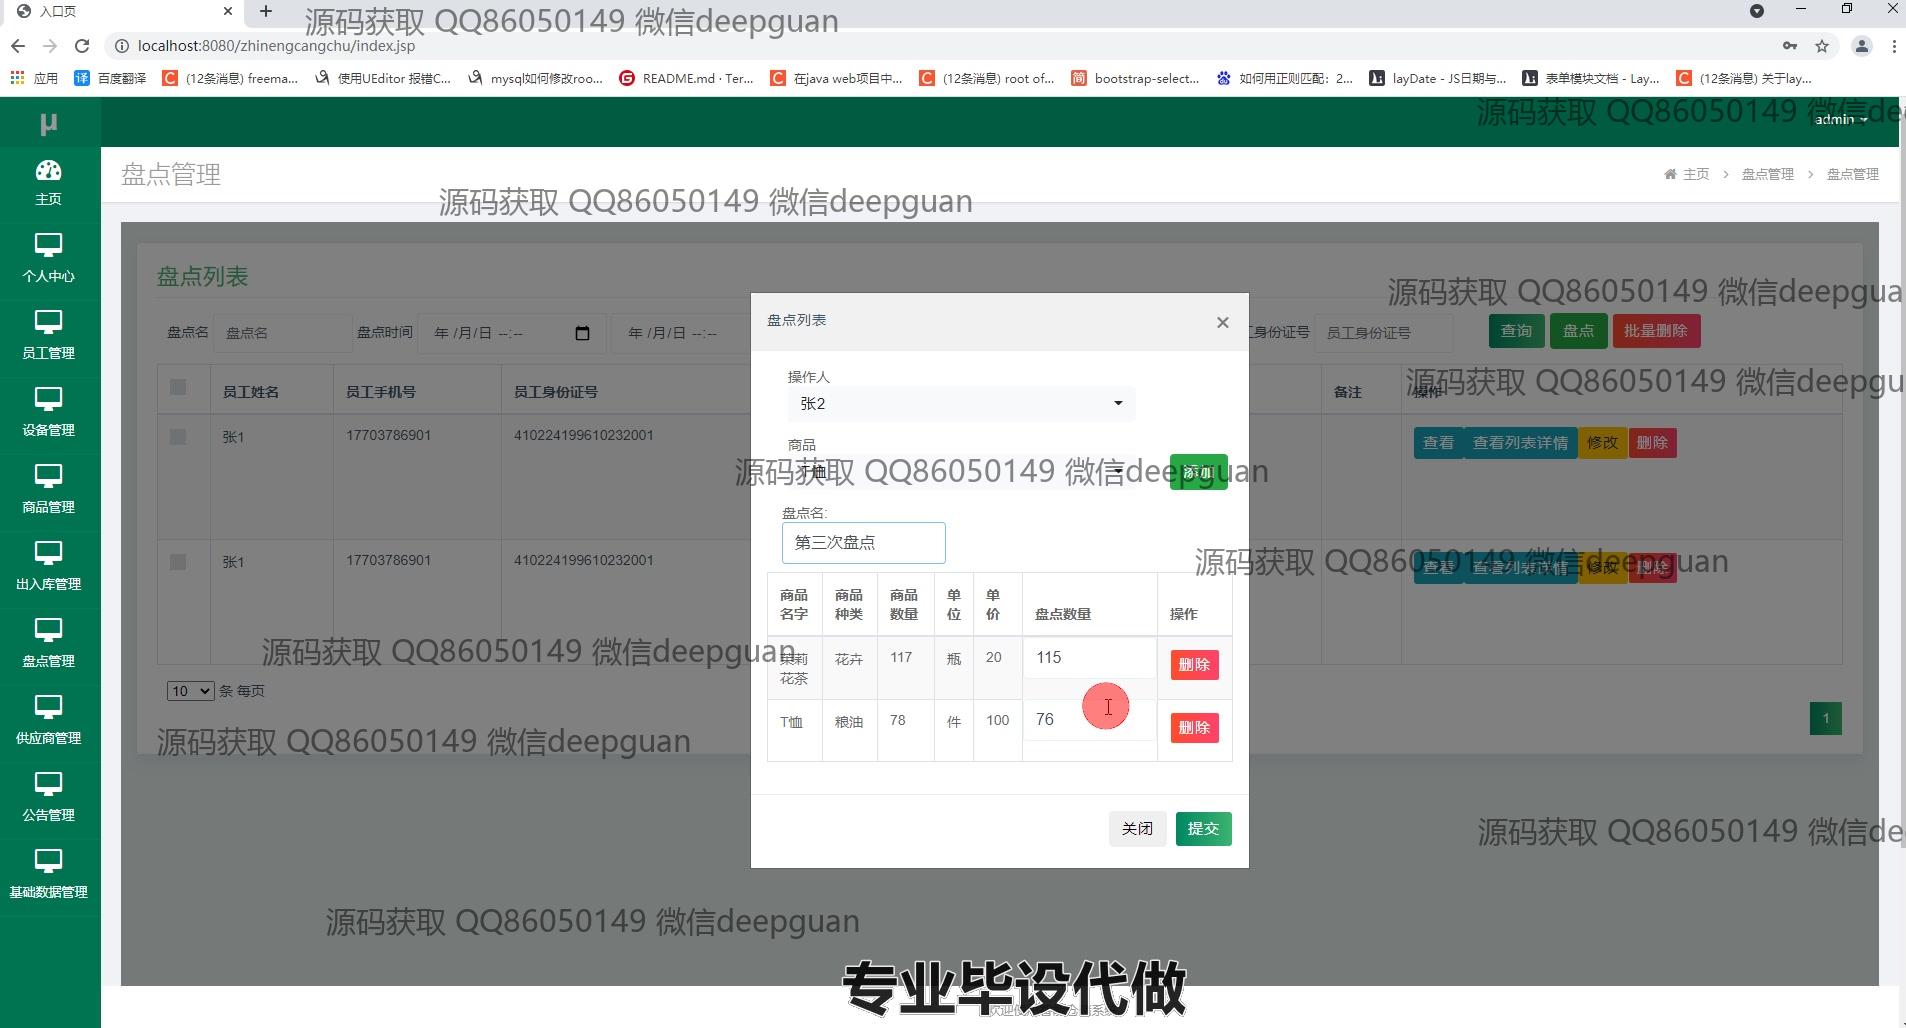 入口页
源码获取 QQ86050149 微信deepguan
localhost:8080/zhinengcangchu/index.jsp
应用
百度翻译
(12条消息) freema...
使用UEditor 报错C...
mysql如何修改roo...
README.md · Ter...
在java web项目中...
(12条消息) root of...
bootstrap-select...
如何用正则匹配：2...
layDate - JS日期与...
表单模块文档 - Lay...
(12条消息) 关于lay...
μ
源码获取 QQ86050149 微信de
admin
主页
盘点管理
主页 > 盘点管理 > 盘点管理
源码获取 QQ86050149 微信deepguan
个人中心
员工管理
设备管理
商品管理
出入库管理
盘点管理
供应商管理
公告管理
基础数据管理
盘点列表
源码获取 QQ86050149 微信deepgua
盘点名 盘点名 盘点时间 年 /月/日 --:-- 年 /月/日 --:--
身份证号 员工身份证号 查询 盘点 批量删除
员工姓名 员工手机号 员工身份证号 备注 操作
源码获取 QQ86050149 微信deepgu
张1 17703786901 410224199610232001 查看 查看列表详情 修改 删除
张1 17703786901 410224199610232001 查看 查看列表详情 修改 删除
源码获取 QQ86050149 微信deepguan
10 条 每页
1
盘点列表 ×
操作人
张2
商品
T恤 添加
源码获取 QQ86050149 微信deepguan
盘点名:
第三次盘点
商品名字 商品种类 商品数量 单位 单价 盘点数量 操作
茉莉花茶 花卉 117 瓶 20 115 删除
T恤 粮油 78 件 100 76 删除
关闭 提交
源码获取 QQ86050149 微信deepguan
源码获取 QQ86050149 微信deepguan
源码获取 QQ86050149 微信de
源码获取 QQ86050149 微信deepguan
专业毕设代做